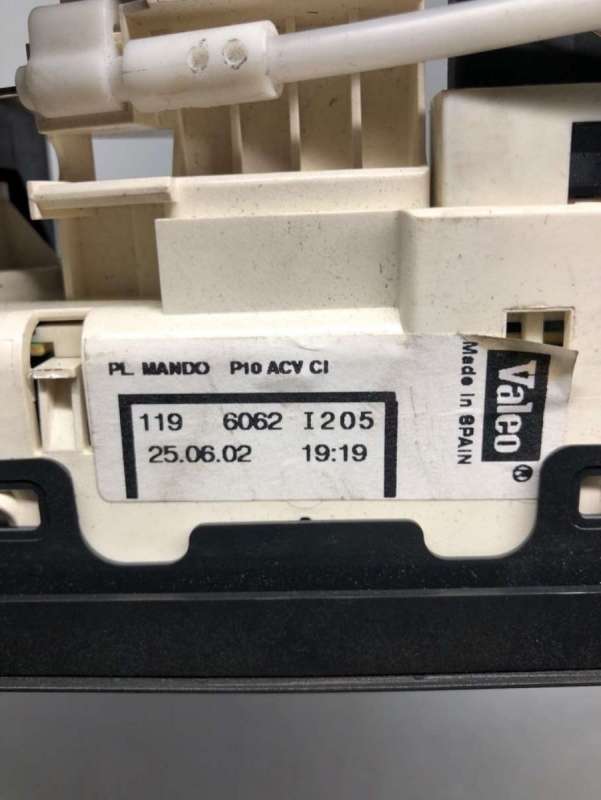 PL. MANDO P10 ACV CI
119 6062 I205
25.06.02 19:19
Made in SPAIN
Valeo